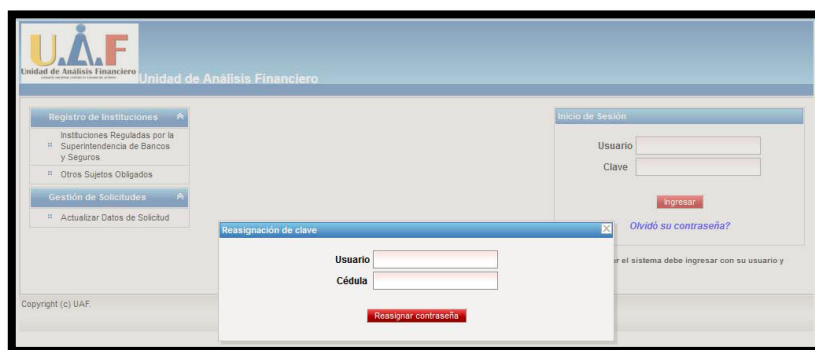 U.A.F
Unidad de Análisis Financiero
Unidad de Análisis Financiero
Registro de Instituciones
Instituciones Reguladas por la
Superintendencia de Bancos
y Seguros
Otros Sujetos Obligados
Gestión de Solicitudes
Actualizar Datos de Solicitud
Inicio de Sesión
Usuario
Clave
Ingresar
Olvidó su contraseña?
r el sistema debe ingresar con su usuario y
Reasignación de clave
Usuario
Cédula
Reasignar contraseña
Copyright (c) UAF.